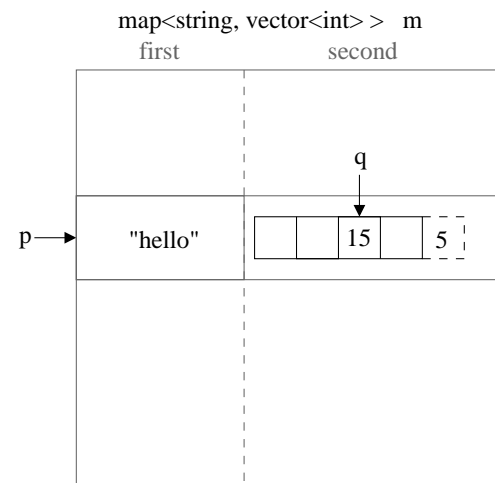 map<string, vector<int> > m
first second
q
p "hello" 15 5